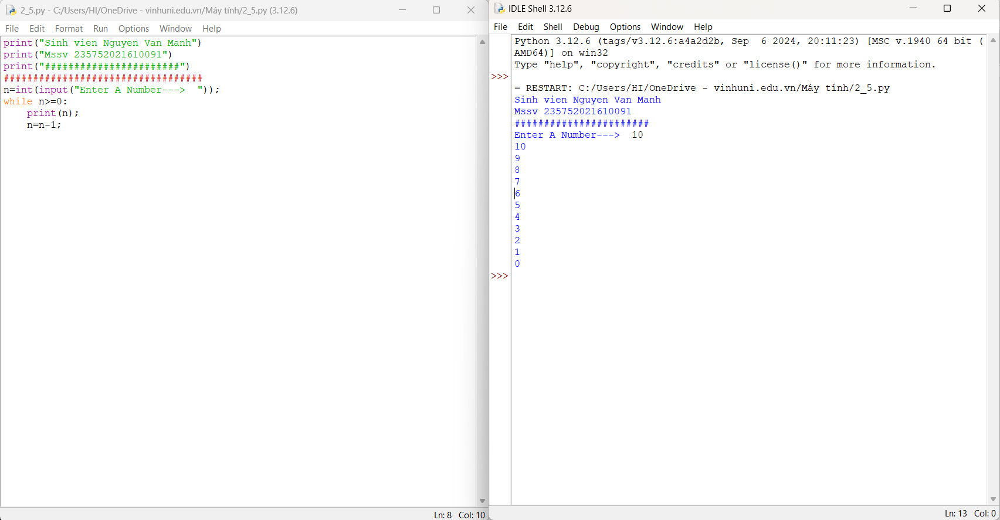 2_5.py - C:/Users/HI/OneDrive - vinhuni.edu.vn/Máy tính/2_5.py (3.12.6)
File Edit Format Run Options Window Help
print("Sinh vien Nguyen Van Manh")
print("Mssv 235752021610091")
print("#######################")
##################################
n=int(input("Enter A Number--->  "));
while n>=0:
    print(n);
    n=n-1;
Ln: 8 Col: 10
IDLE Shell 3.12.6
File Edit Shell Debug Options Window Help
Python 3.12.6 (tags/v3.12.6:a4a2d2b, Sep  6 2024, 20:11:23) [MSC v.1940 64 bit (
AMD64)] on win32
Type "help", "copyright", "credits" or "license()" for more information.
>>>
= RESTART: C:/Users/HI/OneDrive - vinhuni.edu.vn/Máy tính/2_5.py
Sinh vien Nguyen Van Manh
Mssv 235752021610091
#######################
Enter A Number--->  10
10
9
8
7
6
5
4
3
2
1
0
>>>
Ln: 13 Col: 0